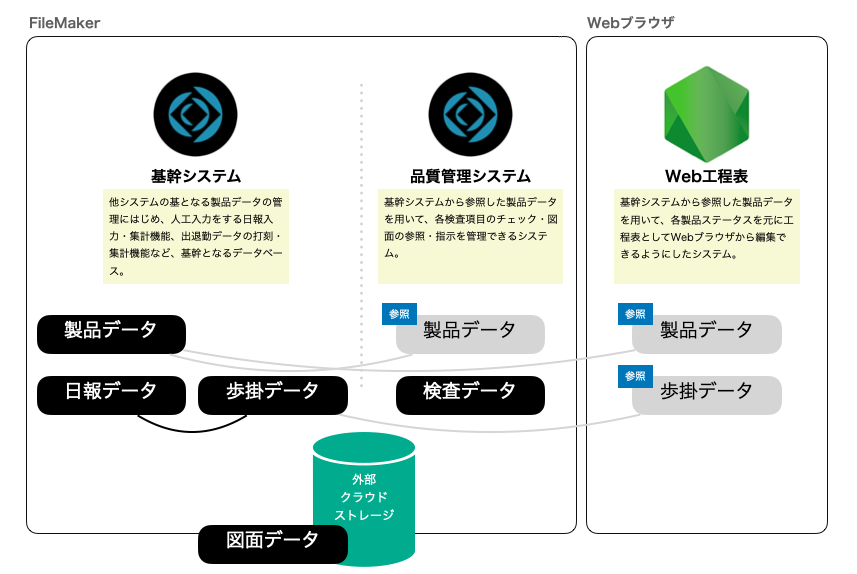 FileMaker
Webブラウザ
基幹システム
他システムの基となる製品データの管
理にはじめ、人工入力をする日報入
力・集計機能、出退勤データの打刻・
集計機能など、基幹となるデータベー
ス。
品質管理システム
基幹システムから参照した製品データ
を用いて、各検査項目のチェック・図
面の参照・指示を管理できるシステ
ム。
Web工程表
基幹システムから参照した製品データ
を用いて、各製品ステータスを元に工
程表としてWebブラウザから編集で
きるようにしたシステム。
製品データ
参照
製品データ
参照
製品データ
日報データ
歩掛データ
検査データ
参照
歩掛データ
外部
クラウド
ストレージ
図面データ